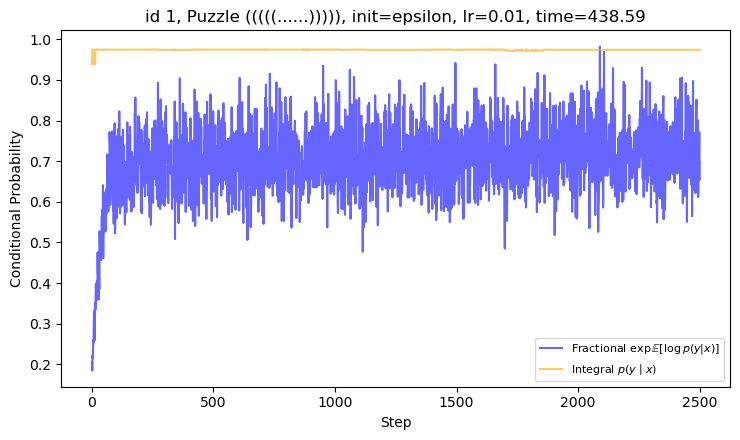 id 1, Puzzle (((((......))))), init=epsilon, lr=0.01, time=438.59
Conditional Probability
1.0
0.9
0.8
0.7
0.6
0.5
0.4
0.3
0.2
Fractional exp𝔼[log p(y|x)]
Integral p(y | x)
0 500 1000 1500 2000 2500
Step